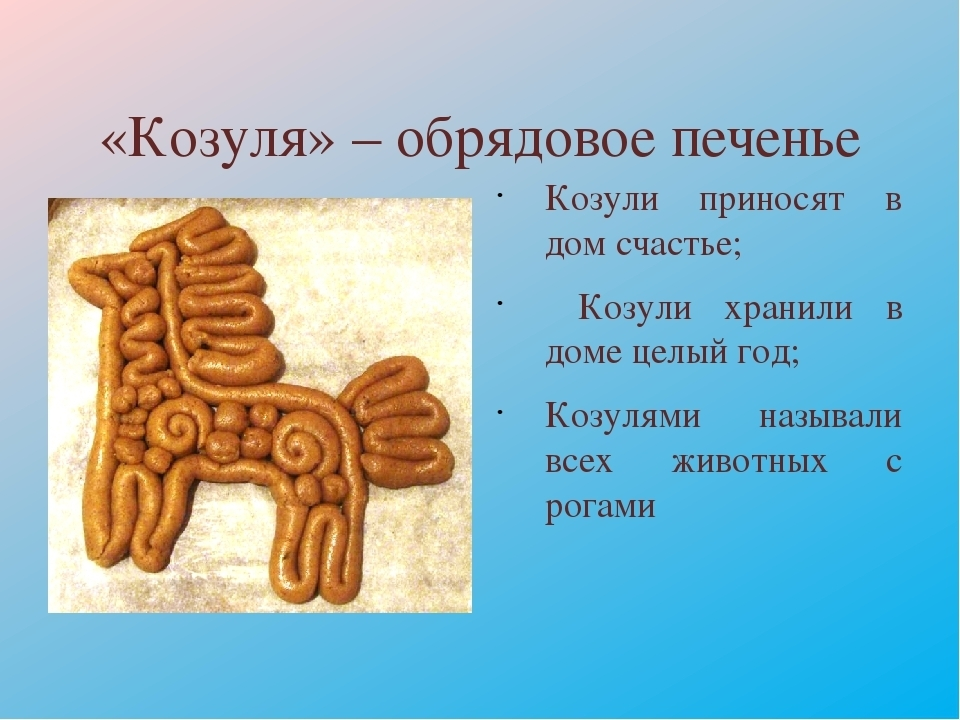 «Козуля» – обрядовое печенье
Козули приносят в
дом счастье;
Козули хранили в
доме целый год;
Козулями называли
всех животных с
рогами